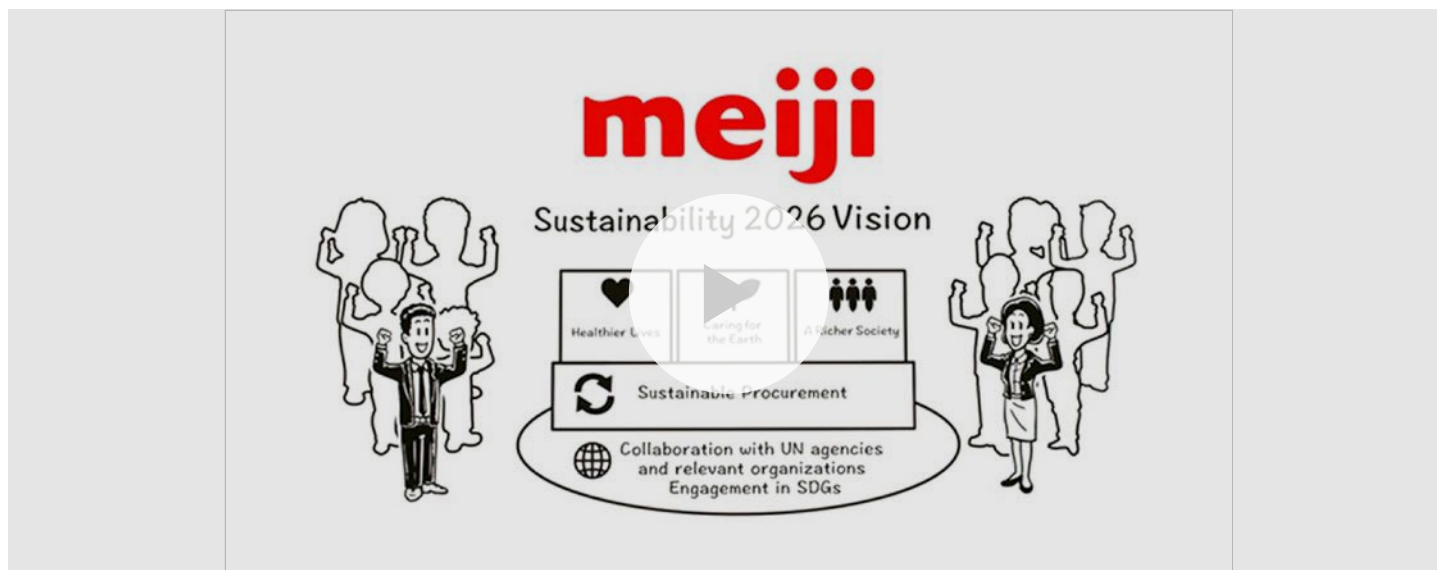 meiji
Sustainability 2026 Vision
Healthier Lives
Caring for
the Earth
A Richer Society
Sustainable Procurement
Collaboration with UN agencies
and relevant organizations
Engagement in SDGs